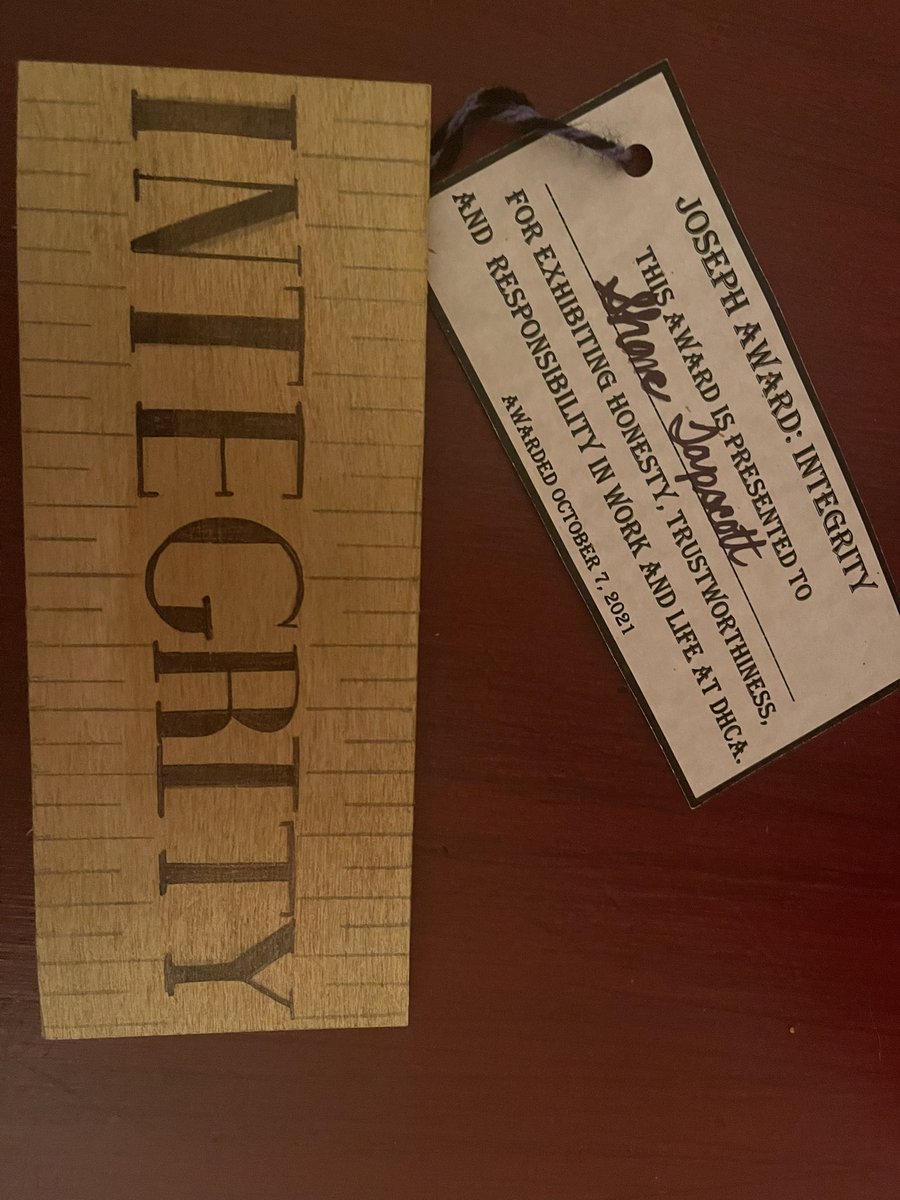 INTEGRITY
JOSEPH AWARD: INTEGRITY
THIS AWARD IS PRESENTED TO
Shane Tapscott
FOR EXHIBITING HONESTY, TRUSTWORTHINESS,
AND RESPONSIBILITY IN WORK AND LIFE AT DHCA.
AWARDED OCTOBER 7, 2021